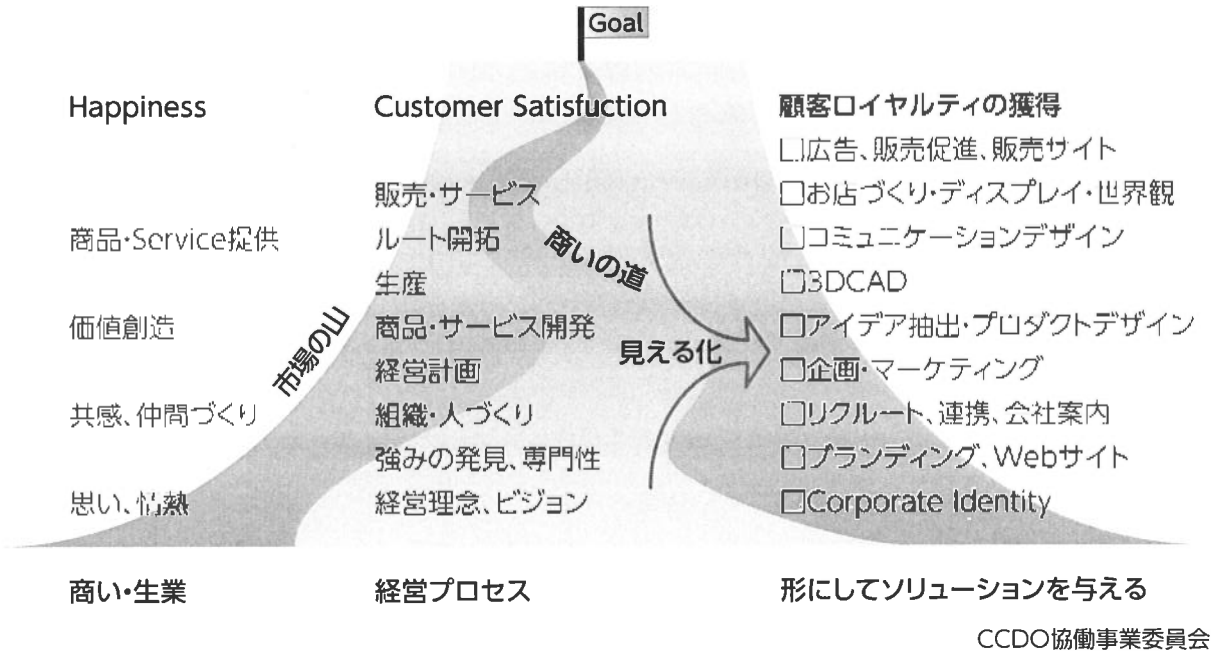 Goal
Happiness
Customer Satisfuction
顧客ロイヤルティの獲得
□広告、販売促進、販売サイト
販売・サービス
□お店づくり・ディスプレイ・世界観
商品・Service提供
ルート開拓
□コミュニケーションデザイン
商いの道
生産
□3DCAD
価値創造
商品・サービス開発
□アイデア抽出・プロダクトデザイン
市場の山
見える化
経営計画
□企画・マーケティング
共感、仲間づくり
組織・人づくり
□リクルート、連携、会社案内
強みの発見、専門性
□ブランディング、Webサイト
思い、情熱
経営理念、ビジョン
□Corporate Identity
商い・生業
経営プロセス
形にしてソリューションを与える
CCDO協働事業委員会